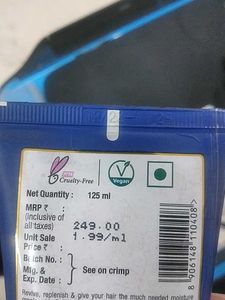 2
Cruelty-Free
Vegan
Net Quantity : 125 ml
MRP ₹ :
(inclusive of
all taxes)
249.00
Unit Sale
Price ₹ :
1.99/ml
Batch No. :
Mfg. &
Exp. Date :
See on crimp
8 906148 110408 >
Revive, replenish & give your hair the much needed moisture